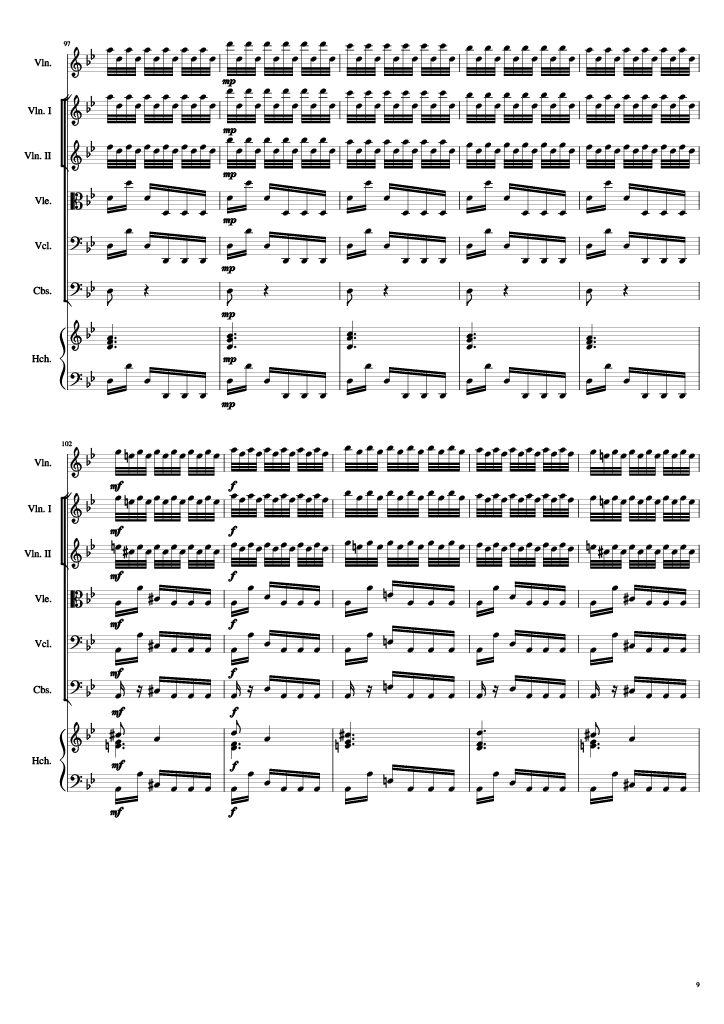 97
Vln.
mp
Vln. I
mp
Vln. II
mp
Vle.
mp
Vcl.
mp
Cbs.
mp
Hch.
mp
mp
102
Vln.
mf f
Vln. I
mf f
Vln. II
mf f
Vle.
mf f
Vcl.
mf f
Cbs.
mf f
Hch.
mf f
mf f
9